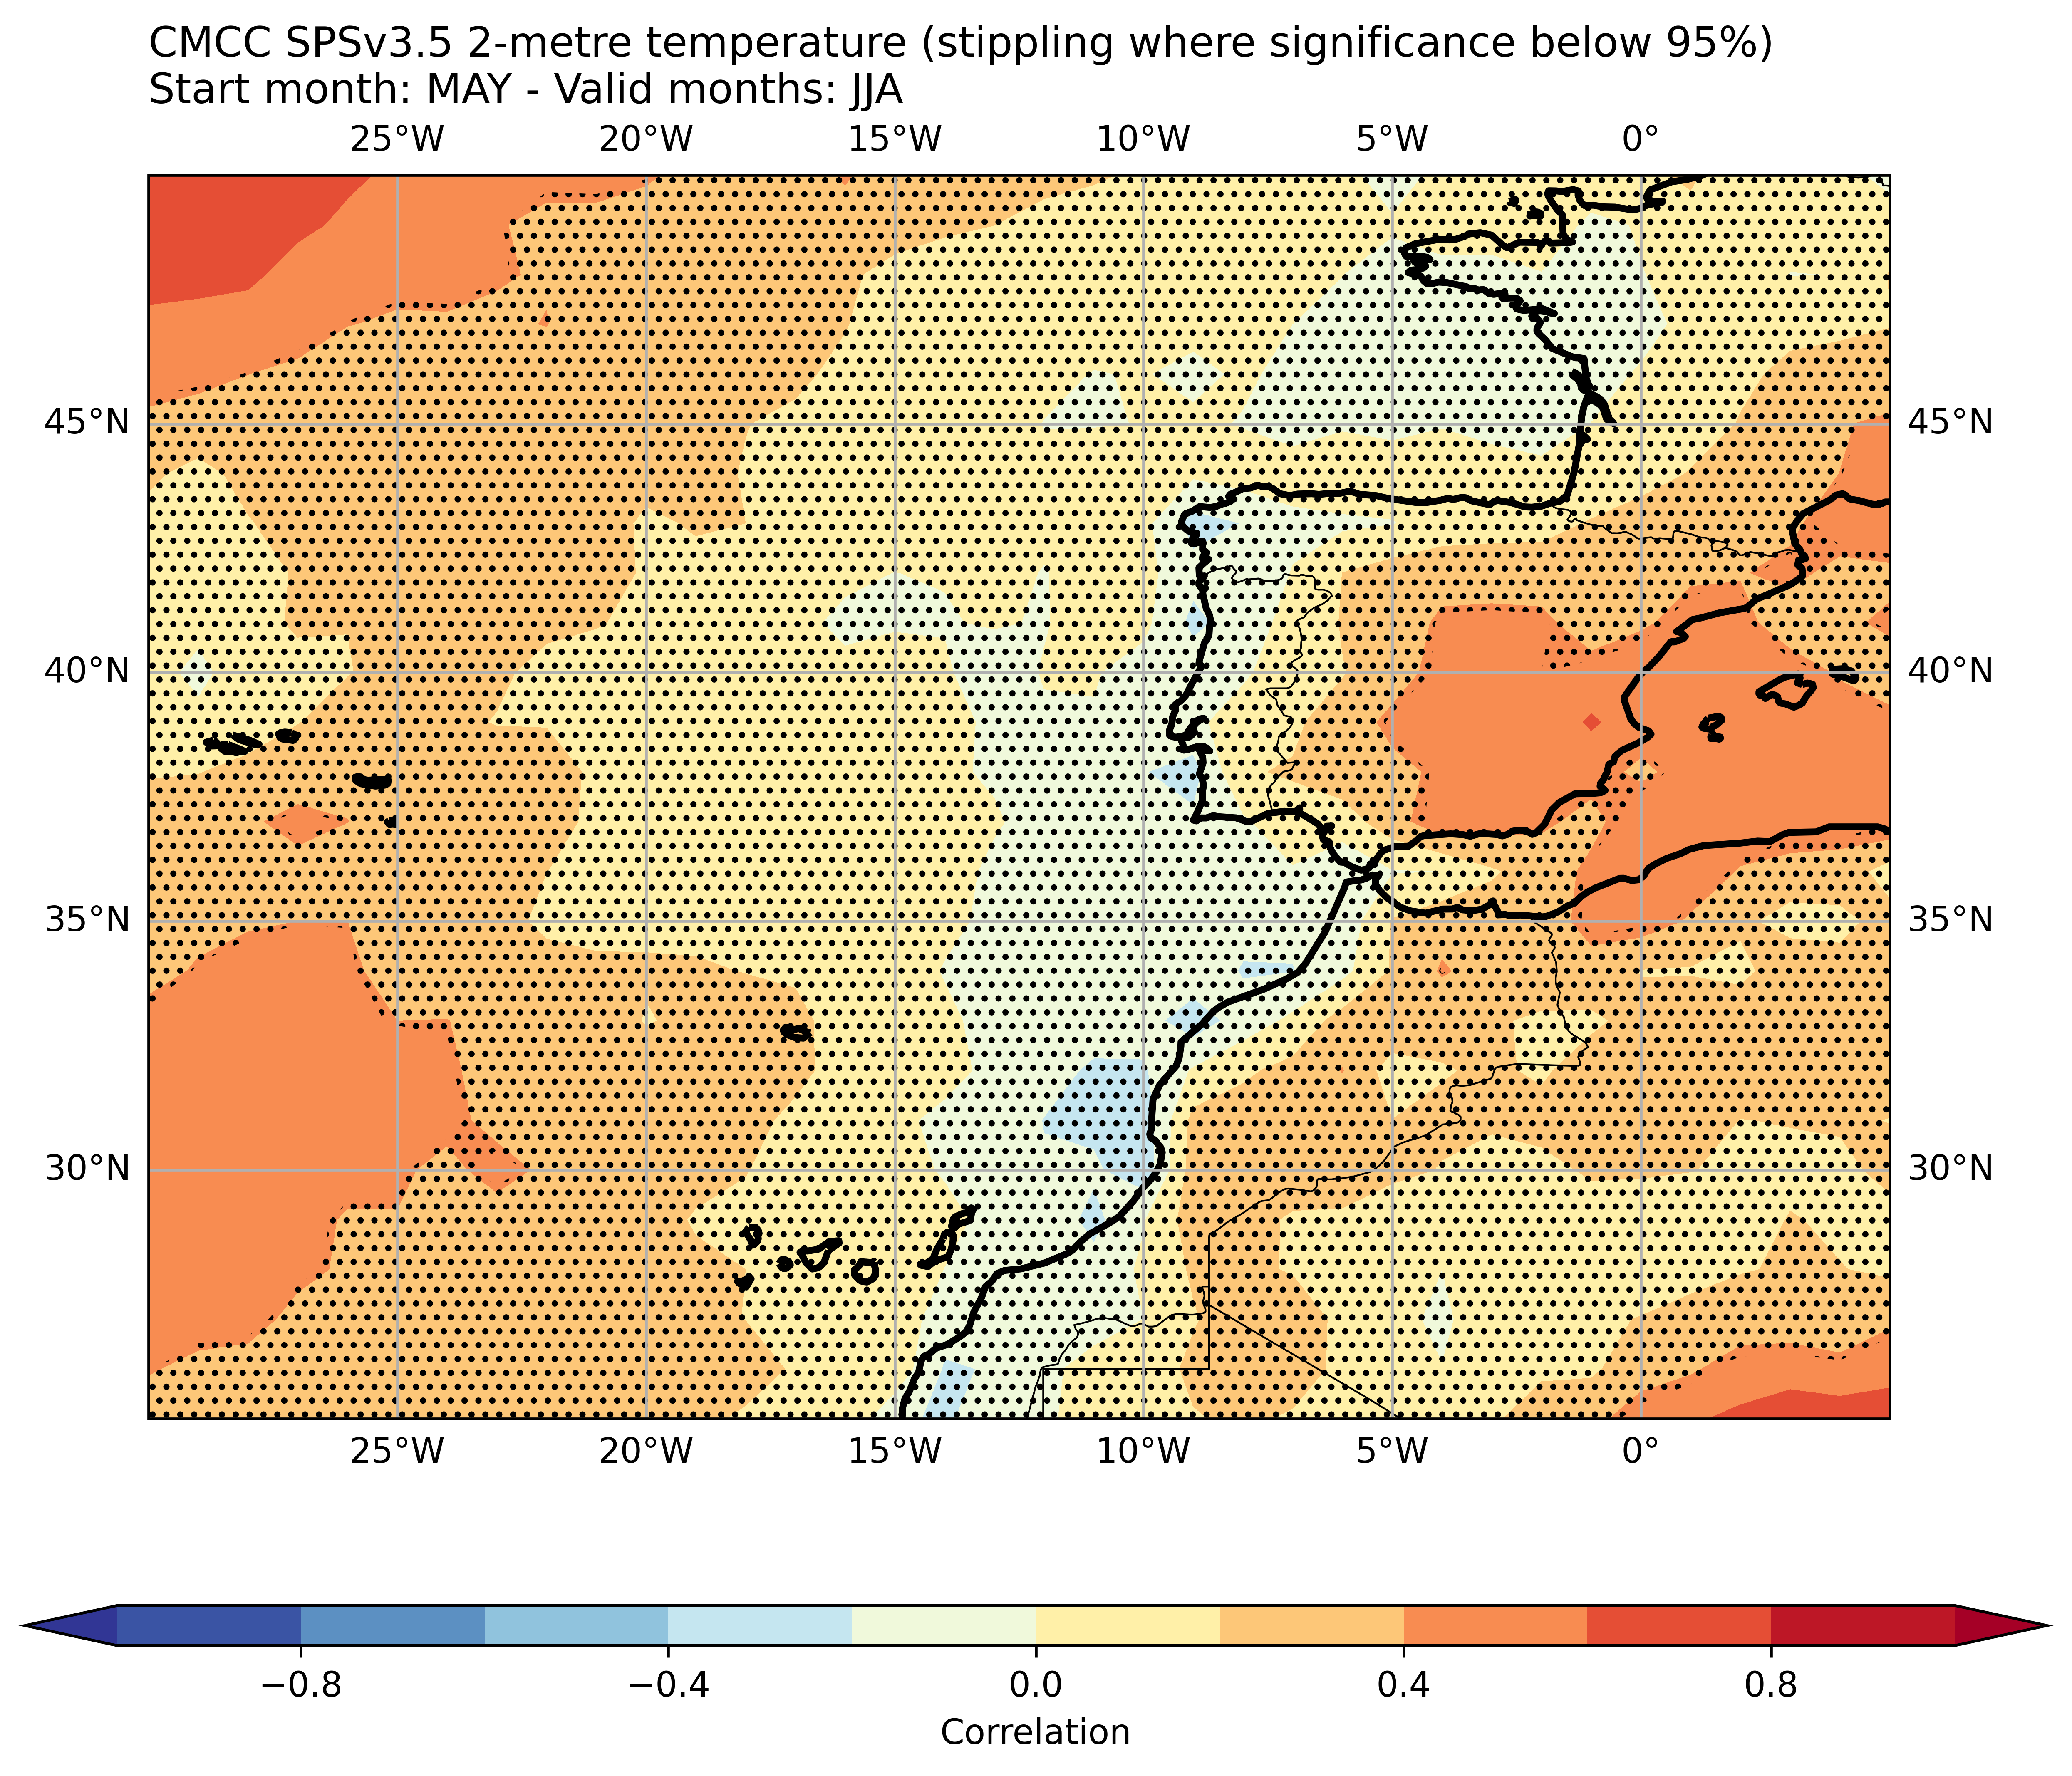 CMCC SPSv3.5 2-metre temperature (stippling where significance below 95%)
Start month: MAY - Valid months: JJA
25°W 20°W 15°W 10°W 5°W 0°
45°N 45°N
40°N 40°N
35°N 35°N
30°N 30°N
25°W 20°W 15°W 10°W 5°W 0°
−0.8 −0.4 0.0 0.4 0.8
Correlation